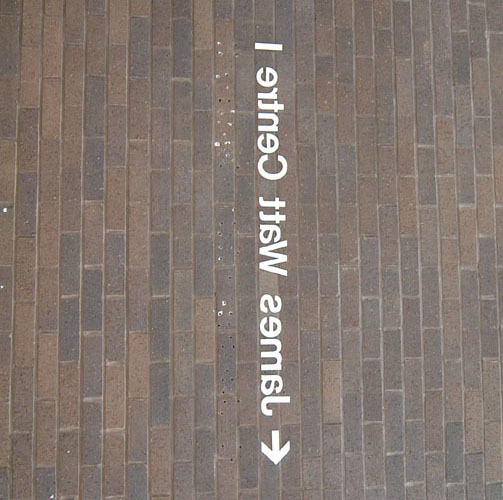 ← James Watt Centre I